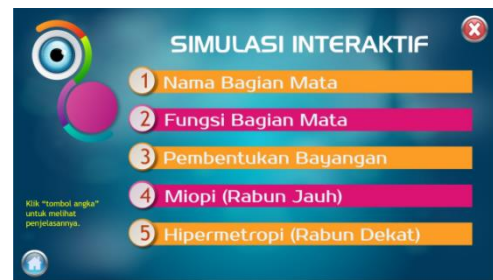 SIMULASI INTERAKTIF
1 Nama Bagian Mata
2 Fungsi Bagian Mata
3 Pembentukan Bayangan
4 Miopi (Rabun Jauh)
5 Hipermetropi (Rabun Dekat)
Klik "tombol angka"
untuk melihat
penjelasannya.